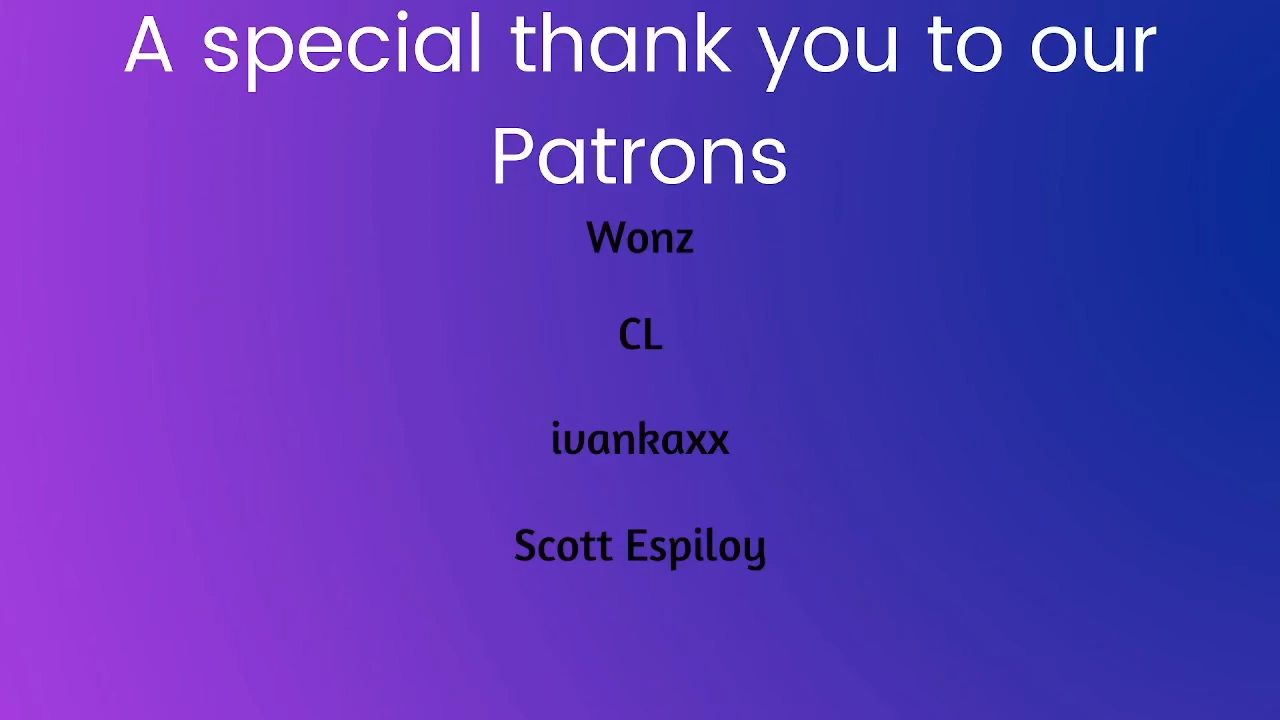 A special thank you to our
Patrons
Wonz
CL
ivankaxx
Scott Espiloy